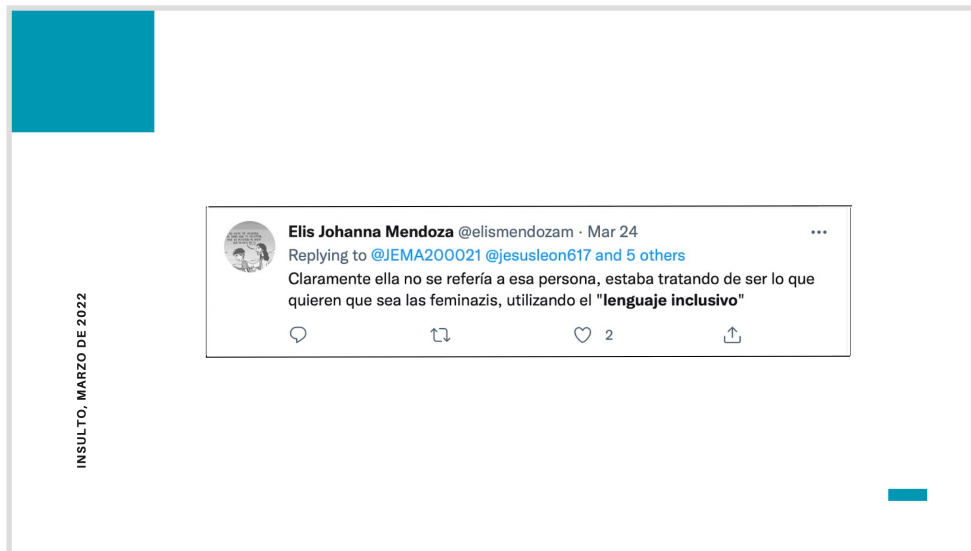 INSULTO, MARZO DE 2022
Elis Johanna Mendoza @elismendozam · Mar 24
Replying to @JEMA200021 @jesusleon617 and 5 others
Claramente ella no se refería a esa persona, estaba tratando de ser lo que
quieren que sea las feminazis, utilizando el "lenguaje inclusivo"
2